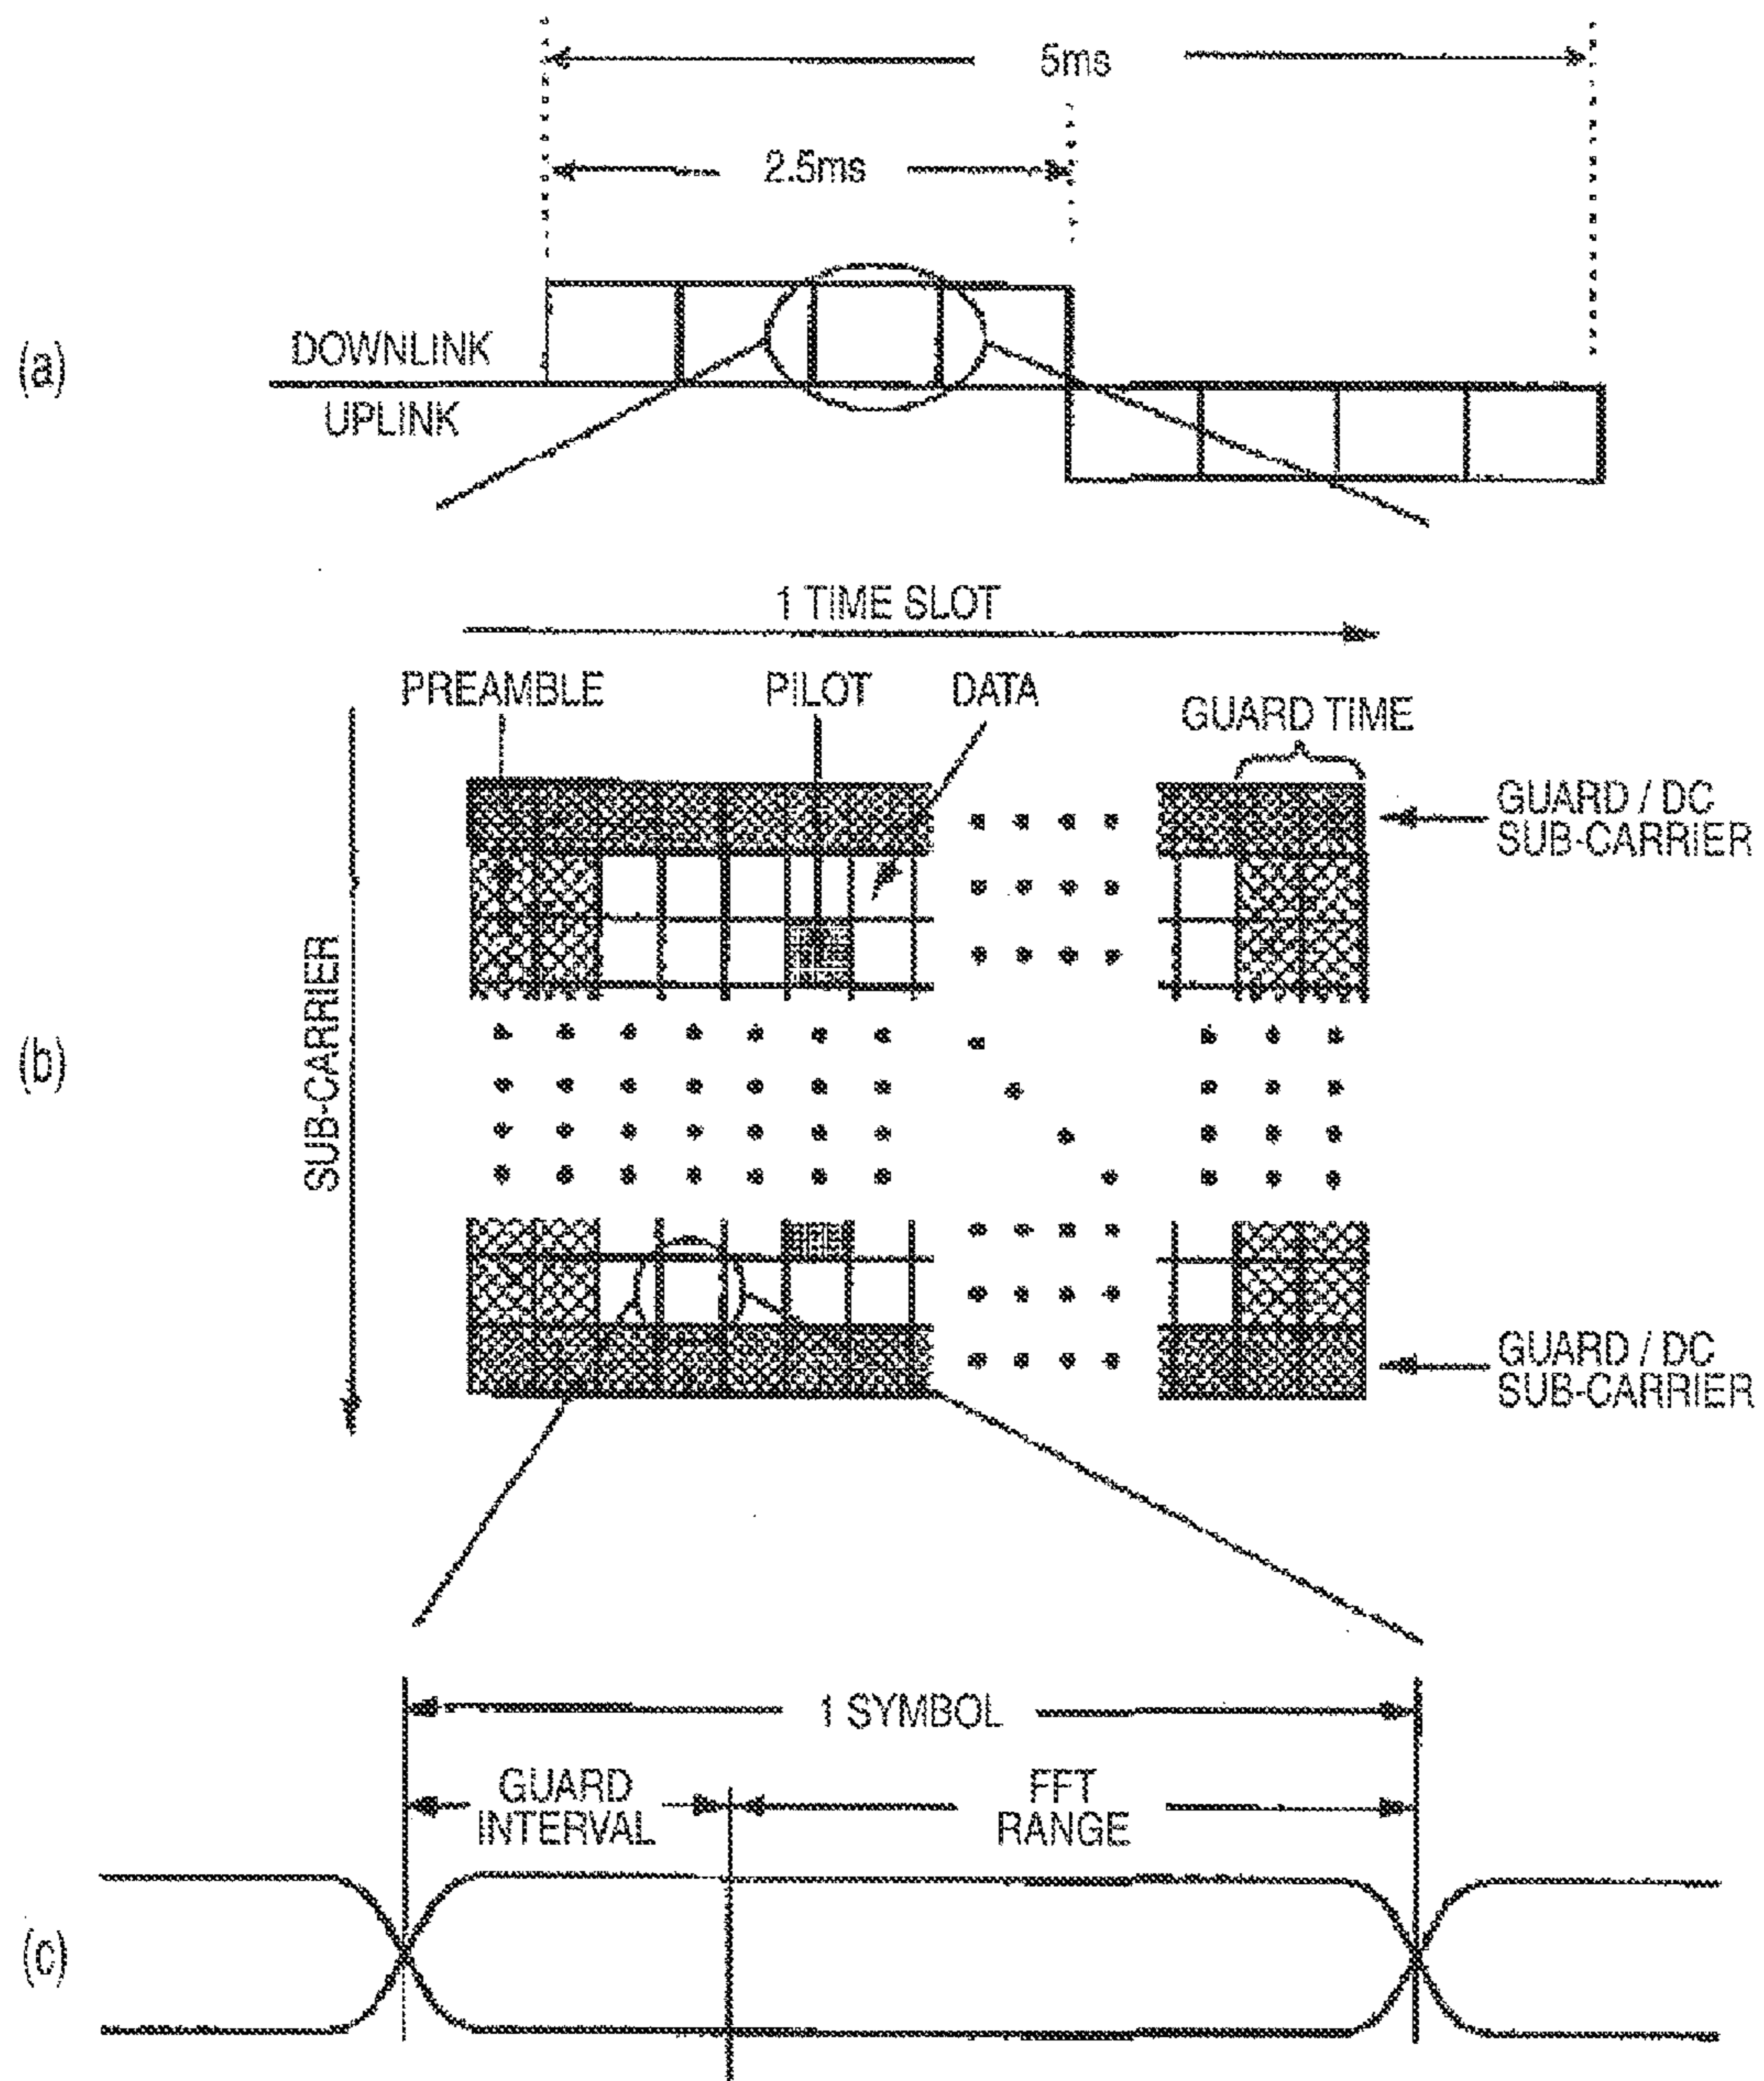 5ms
2.5ms
(a)
DOWNLINK
UPLINK
1 TIME SLOT
PREAMBLE
PILOT
DATA
GUARD TIME
GUARD / DC
SUB-CARRIER
(b)
SUB-CARRIER
GUARD / DC
SUB-CARRIER
1 SYMBOL
GUARD
INTERVAL
FFT
RANGE
(c)